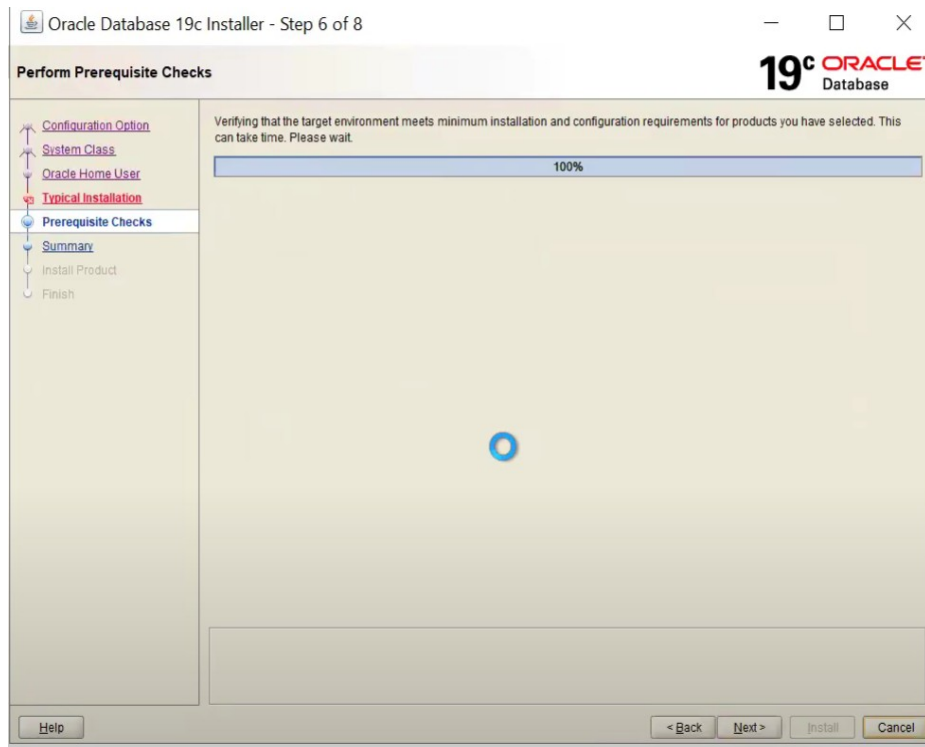 Oracle Database 19c Installer - Step 6 of 8
Perform Prerequisite Checks
19c ORACLE
Database
Configuration Option
System Class
Oracle Home User
Typical Installation
Prerequisite Checks
Summary
Install Product
Finish
Verifying that the target environment meets minimum installation and configuration requirements for products you have selected. This
can take time. Please wait.
100%
Help
< Back
Next >
Install
Cancel